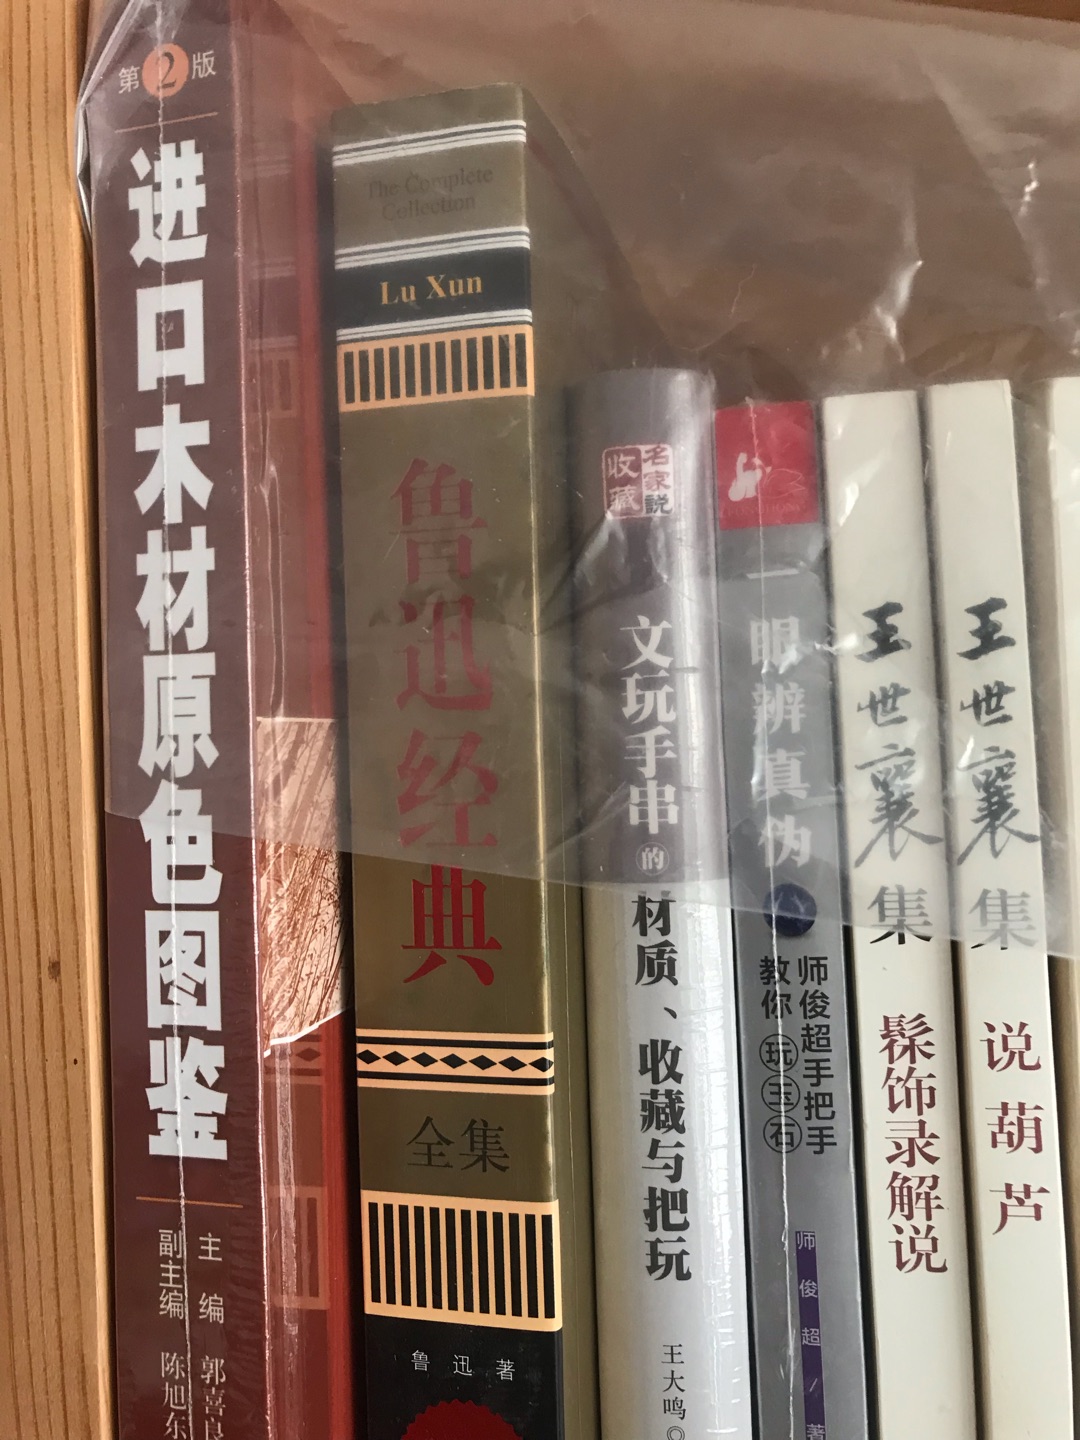 第2版
进口木材原色图鉴
主编 郭喜良
副主编 陈旭东
The Complete
Collection
Lu Xun
鲁迅经典
全集
鲁迅著
名家説
收藏
文玩手串的材质、收藏与把玩
王大鸣
一眼辨真伪
八
师俊超手把手
教你玩玉石
师俊超/著
王世襄集
髹饰录解说
王世襄集
说葫芦